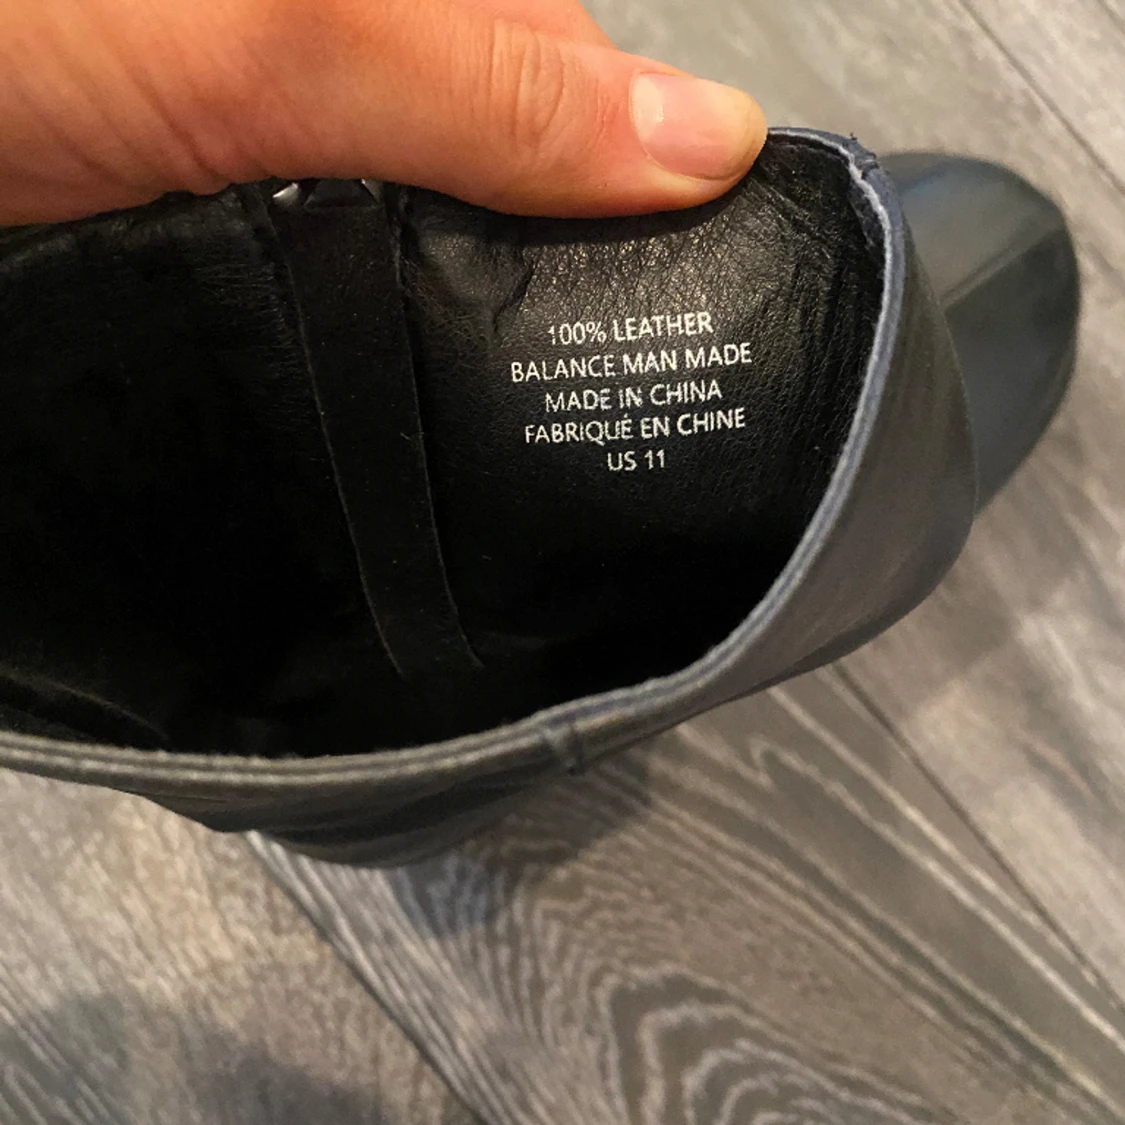 100% LEATHER
BALANCE MAN MADE
MADE IN CHINA
FABRIQUÉ EN CHINE
US 11